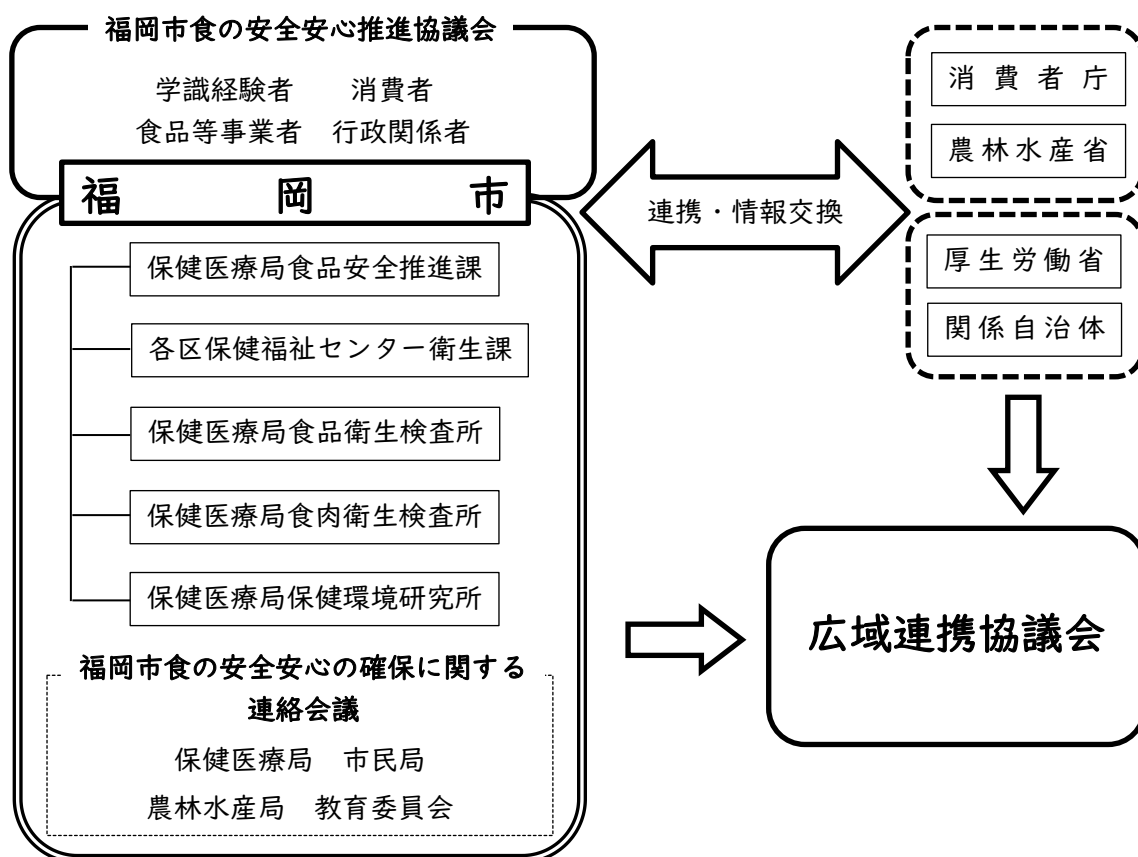 福岡市食の安全安心推進協議会
学識経験者　消費者
食品等事業者　行政関係者
福岡市
保健医療局食品安全推進課
各区保健福祉センター衛生課
保健医療局食品衛生検査所
保健医療局食肉衛生検査所
保健医療局保健環境研究所
福岡市食の安全安心の確保に関する
連絡会議
保健医療局　市民局
農林水産局　教育委員会
連携・情報交換
消費者庁
農林水産省
厚生労働省
関係自治体
広域連携協議会